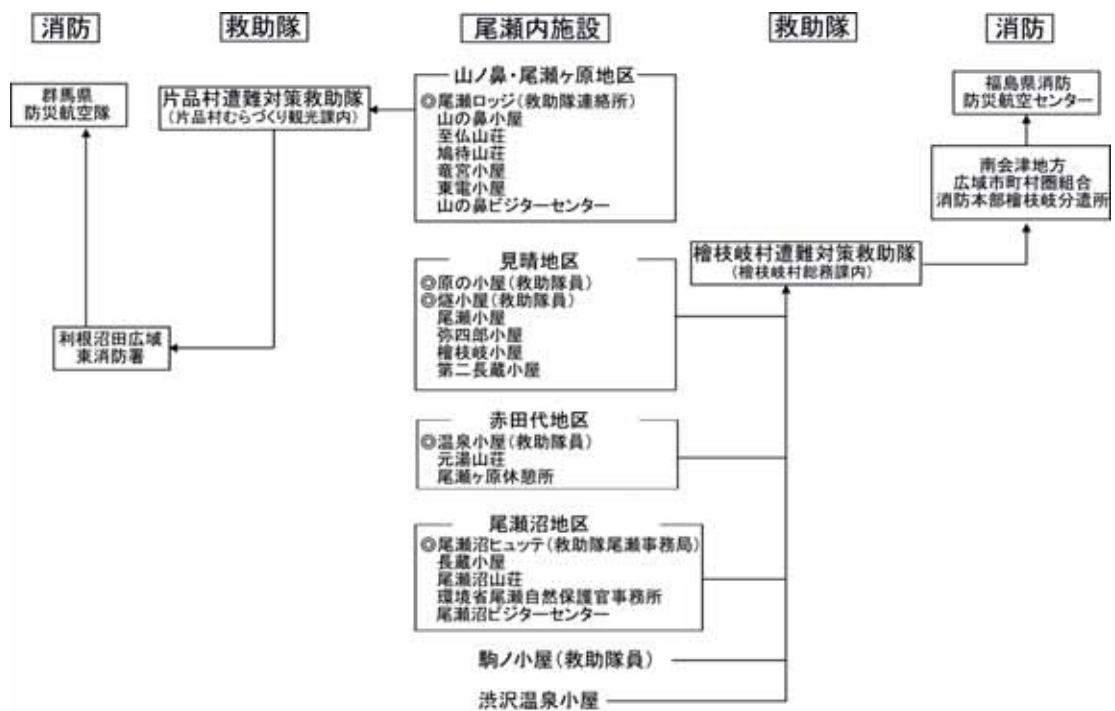 消防
救助隊
尾瀬内施設
救助隊
消防
群馬県
防災航空隊
片品村遭難対策救助隊
(片品村むらづくり観光課内)
利根沼田広域
東消防署
山ノ鼻・尾瀬ヶ原地区
◎尾瀬ロッジ(救助隊連絡所)
山の鼻小屋
至仏山荘
鳩待山荘
竜宮小屋
東電小屋
山の鼻ビジターセンター
見晴地区
◎原の小屋(救助隊員)
◎燧小屋(救助隊員)
尾瀬小屋
弥四郎小屋
檜枝岐小屋
第二長蔵小屋
赤田代地区
◎温泉小屋(救助隊員)
元湯山荘
尾瀬ヶ原休憩所
尾瀬沼地区
◎尾瀬沼ヒュッテ(救助隊尾瀬事務局)
長蔵小屋
尾瀬沼山荘
環境省尾瀬自然保護官事務所
尾瀬沼ビジターセンター
駒ノ小屋(救助隊員)
渋沢温泉小屋
檜枝岐村遭難対策救助隊
(檜枝岐村総務課内)
福島県消防
防災航空センター
南会津地方
広域市町村圏組合
消防本部檜枝岐分遣所